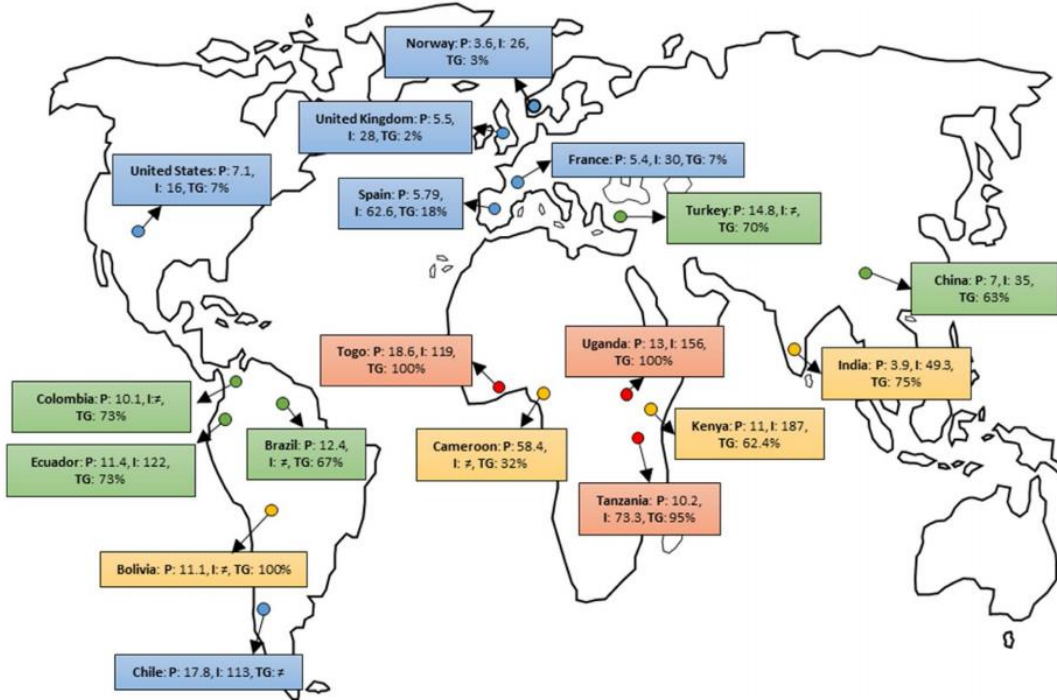 Norway: P: 3.6, I: 26,
TG: 3%
United Kingdom: P: 5.5,
I: 28, TG: 2%
France: P: 5.4, I: 30, TG: 7%
United States: P: 7.1,
I: 16, TG: 7%
Spain: P: 5.79,
I: 62.6, TG: 18%
Turkey: P: 14.8, I: ≠,
TG: 70%
China: P: 7, I: 35,
TG: 63%
Togo: P: 18.6, I: 119,
TG: 100%
Uganda: P: 13, I: 156,
TG: 100%
India: P: 3.9, I: 49.3,
TG: 75%
Colombia: P: 10.1, I:≠,
TG: 73%
Ecuador: P: 11.4, I: 122,
TG: 73%
Brazil: P: 12.4,
I: ≠, TG: 67%
Cameroon: P: 58.4,
I: ≠, TG: 32%
Kenya: P: 11, I: 187,
TG: 62.4%
Tanzania: P: 10.2,
I: 73.3, TG: 95%
Bolivia: P: 11.1, I: ≠, TG: 100%
Chile: P: 17.8, I: 113, TG: ≠